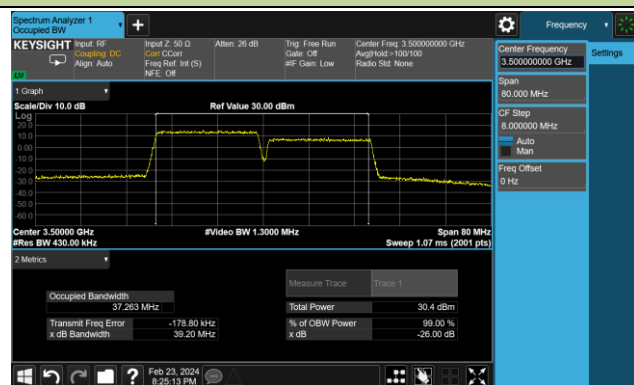 Spectrum Analyzer 1
Occupied BW
+
Frequency
KEYSIGHT
Input: RF
Coupling: DC
Align: Auto
Input Z: 50 Ω
Corr CCorr
Freq Ref: Int (S)
NFE: Off
Atten: 26 dB
Trig: Free Run
Gate: Off
#IF Gain: Low
Center Freq: 3.500000000 GHz
Avg|Hold:>100/100
Radio Std: None
Center Frequency
3.500000000 GHz
Settings
Span
80.000 MHz
CF Step
8.000000 MHz
Auto
Man
Freq Offset
0 Hz
1 Graph
Scale/Div 10.0 dB
Ref Value 30.00 dBm
Log
20.0
10.0
0.00
-10.0
-20.0
-30.0
-40.0
-50.0
-60.0
Center 3.50000 GHz
#Video BW 1.3000 MHz
Span 80 MHz
#Res BW 430.00 kHz
Sweep 1.07 ms (2001 pts)
2 Metrics
Measure Trace
Trace 1
Occupied Bandwidth
37.263 MHz
Total Power
30.4 dBm
Transmit Freq Error
-178.80 kHz
% of OBW Power
99.00 %
x dB Bandwidth
39.20 MHz
x dB
-26.00 dB
?
Feb 23, 2024
8:25:13 PM